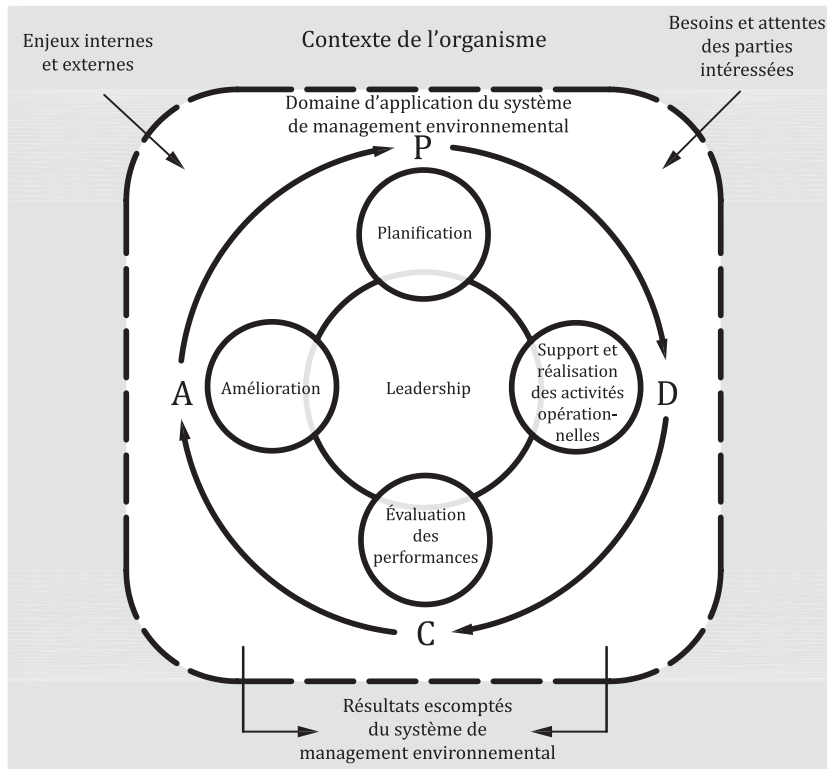 Enjeux internes
et externes
Contexte de l'organisme
Besoins et attentes
des parties
intéressées
Domaine d'application du système
de management environnemental
P
Planification
A
Amélioration
Leadership
Support et
réalisation
des activités
opération-
nelles
D
Évaluation
des
performances
C
Résultats escomptés
du système de
management environnemental